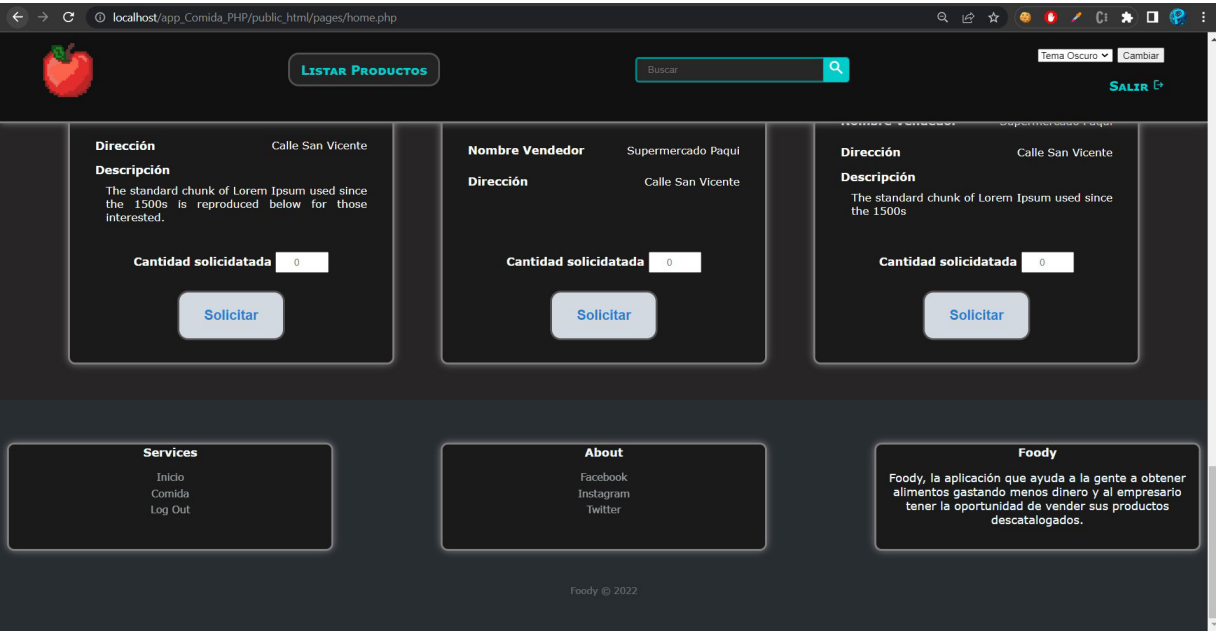 localhost/app_Comida_PHP/public_html/pages/home.php
Listar Productos
Buscar
Tema Oscuro
Cambiar
Salir
Dirección Calle San Vicente
Descripción
The standard chunk of Lorem Ipsum used since
the 1500s is reproduced below for those
interested.
Cantidad solicidatada 0
Solicitar
Nombre Vendedor Supermercado Paqui
Dirección Calle San Vicente
Cantidad solicidatada 0
Solicitar
Nombre Vendedor Supermercado Paqui
Dirección Calle San Vicente
Descripción
The standard chunk of Lorem Ipsum used since
the 1500s
Cantidad solicidatada 0
Solicitar
Services
Inicio
Comida
Log Out
About
Facebook
Instagram
Twitter
Foody
Foody, la aplicación que ayuda a la gente a obtener
alimentos gastando menos dinero y al empresario
tener la oportunidad de vender sus productos
descatalogados.
Foody © 2022